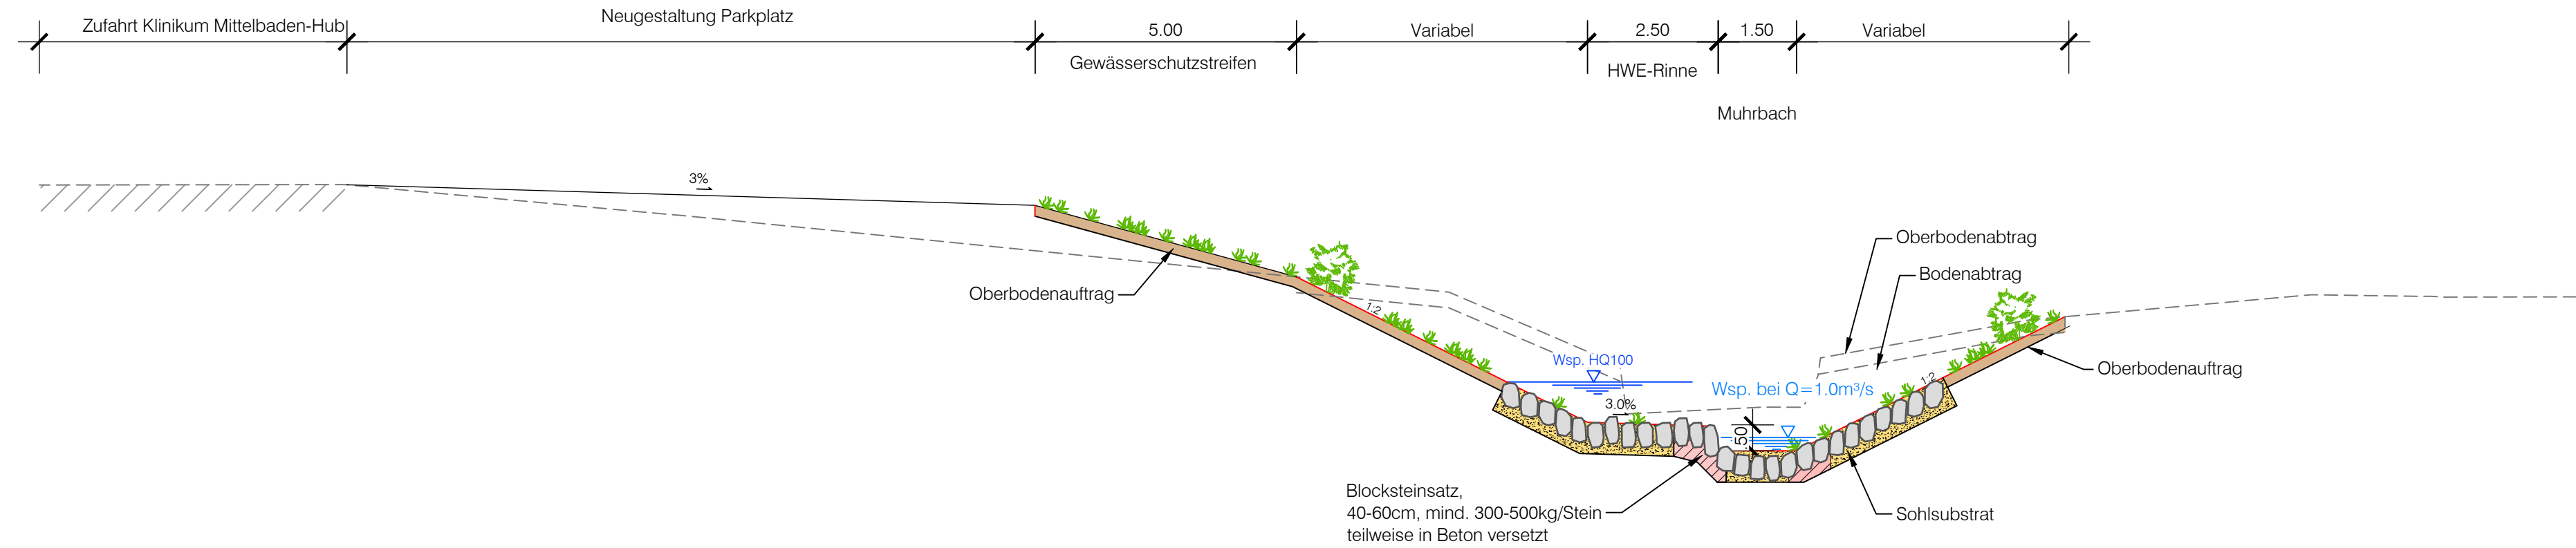 Zufahrt Klinikum Mittelbaden-Hub
Neugestaltung Parkplatz
5.00
Gewässerschutzstreifen
Variabel
2.50
HWE-Rinne
1.50
Muhrbach
Variabel
3%
Oberbodenauftrag
1:2
Wsp. HQ100
3.0%
Wsp. bei Q=1.0m³/s
.50
1:2
Oberbodenabtrag
Bodenabtrag
Oberbodenauftrag
Blocksteinsatz,
40-60cm, mind. 300-500kg/Stein
teilweise in Beton versetzt
Sohlsubstrat